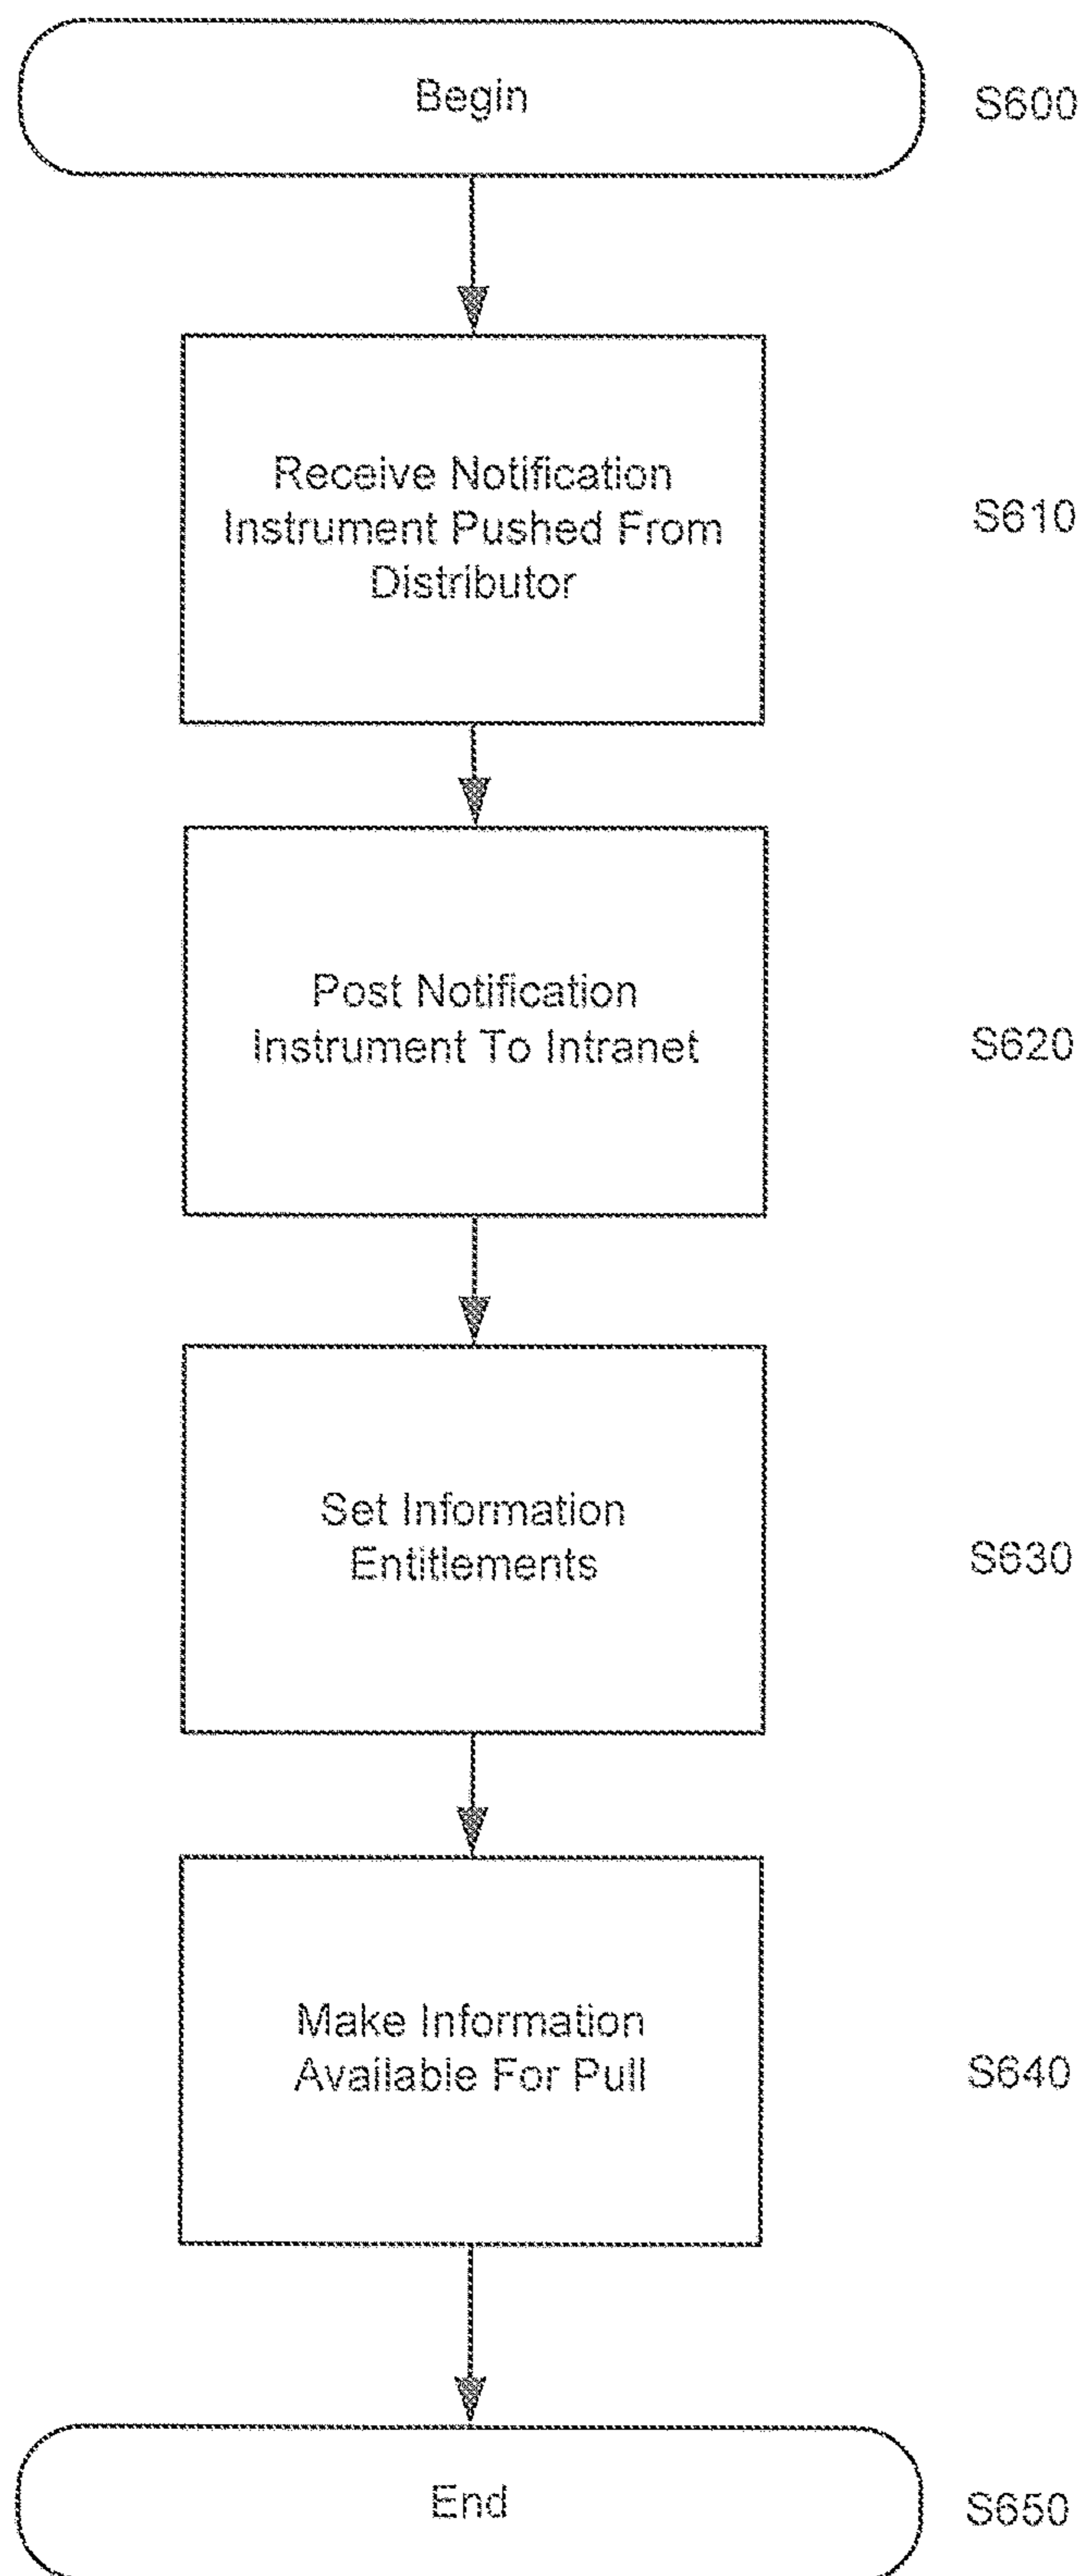 Begin
S600
Receive Notification
Instrument Pushed From
Distributor
S610
Post Notification
Instrument To Intranet
S620
Set Information
Entitlements
S630
Make Information
Available For Pull
S640
End
S650